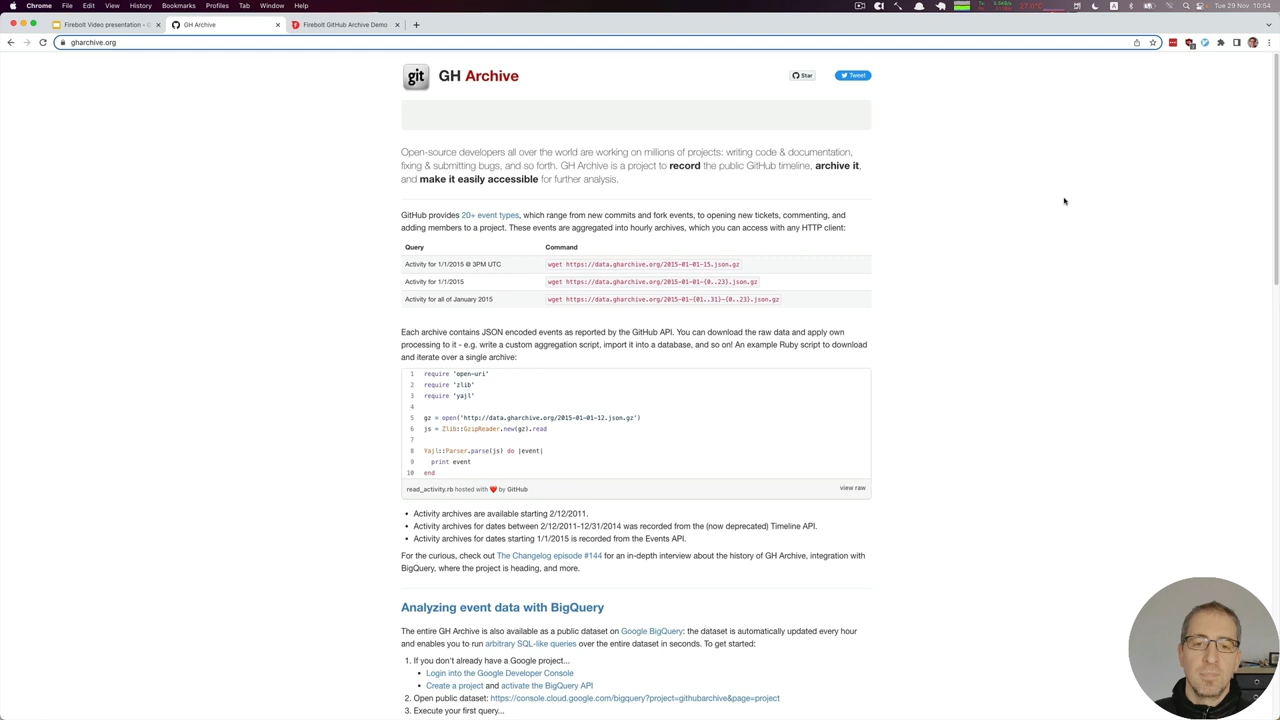 Chrome File Edit View History Bookmarks Profiles Tab Window Help
Tue 29 Nov 10:54
Firebolt Video presentation - G
GH Archive
Firebolt GitHub Archive Demo
gharchive.org
git GH Archive
Star Tweet
Open-source developers all over the world are working on millions of projects: writing code & documentation,
fixing & submitting bugs, and so forth. GH Archive is a project to record the public GitHub timeline, archive it,
and make it easily accessible for further analysis.
GitHub provides 20+ event types, which range from new commits and fork events, to opening new tickets, commenting, and
adding members to a project. These events are aggregated into hourly archives, which you can access with any HTTP client:
Query Command
Activity for 1/1/2015 @ 3PM UTC wget https://data.gharchive.org/2015-01-01-15.json.gz
Activity for 1/1/2015 wget https://data.gharchive.org/2015-01-01-{0..23}.json.gz
Activity for all of January 2015 wget https://data.gharchive.org/2015-01-{01..31}-{0..23}.json.gz
Each archive contains JSON encoded events as reported by the GitHub API. You can download the raw data and apply own
processing to it - e.g. write a custom aggregation script, import it into a database, and so on! An example Ruby script to download
and iterate over a single archive:
1 require 'open-uri'
2 require 'zlib'
3 require 'yajl'
4
5 gz = open('http://data.gharchive.org/2015-01-01-12.json.gz')
6 js = Zlib::GzipReader.new(gz).read
7
8 Yajl::Parser.parse(js) do |event|
9 print event
10 end
read_activity.rb hosted with ❤ by GitHub view raw
• Activity archives are available starting 2/12/2011.
• Activity archives for dates between 2/12/2011-12/31/2014 was recorded from the (now deprecated) Timeline API.
• Activity archives for dates starting 1/1/2015 is recorded from the Events API.
For the curious, check out The Changelog episode #144 for an in-depth interview about the history of GH Archive, integration with
BigQuery, where the project is heading, and more.
Analyzing event data with BigQuery
The entire GH Archive is also available as a public dataset on Google BigQuery: the dataset is automatically updated every hour
and enables you to run arbitrary SQL-like queries over the entire dataset in seconds. To get started:
1. If you don't already have a Google project...
• Login into the Google Developer Console
• Create a project and activate the BigQuery API
2. Open public dataset: https://console.cloud.google.com/bigquery?project=githubarchive&page=project
3. Execute your first query...